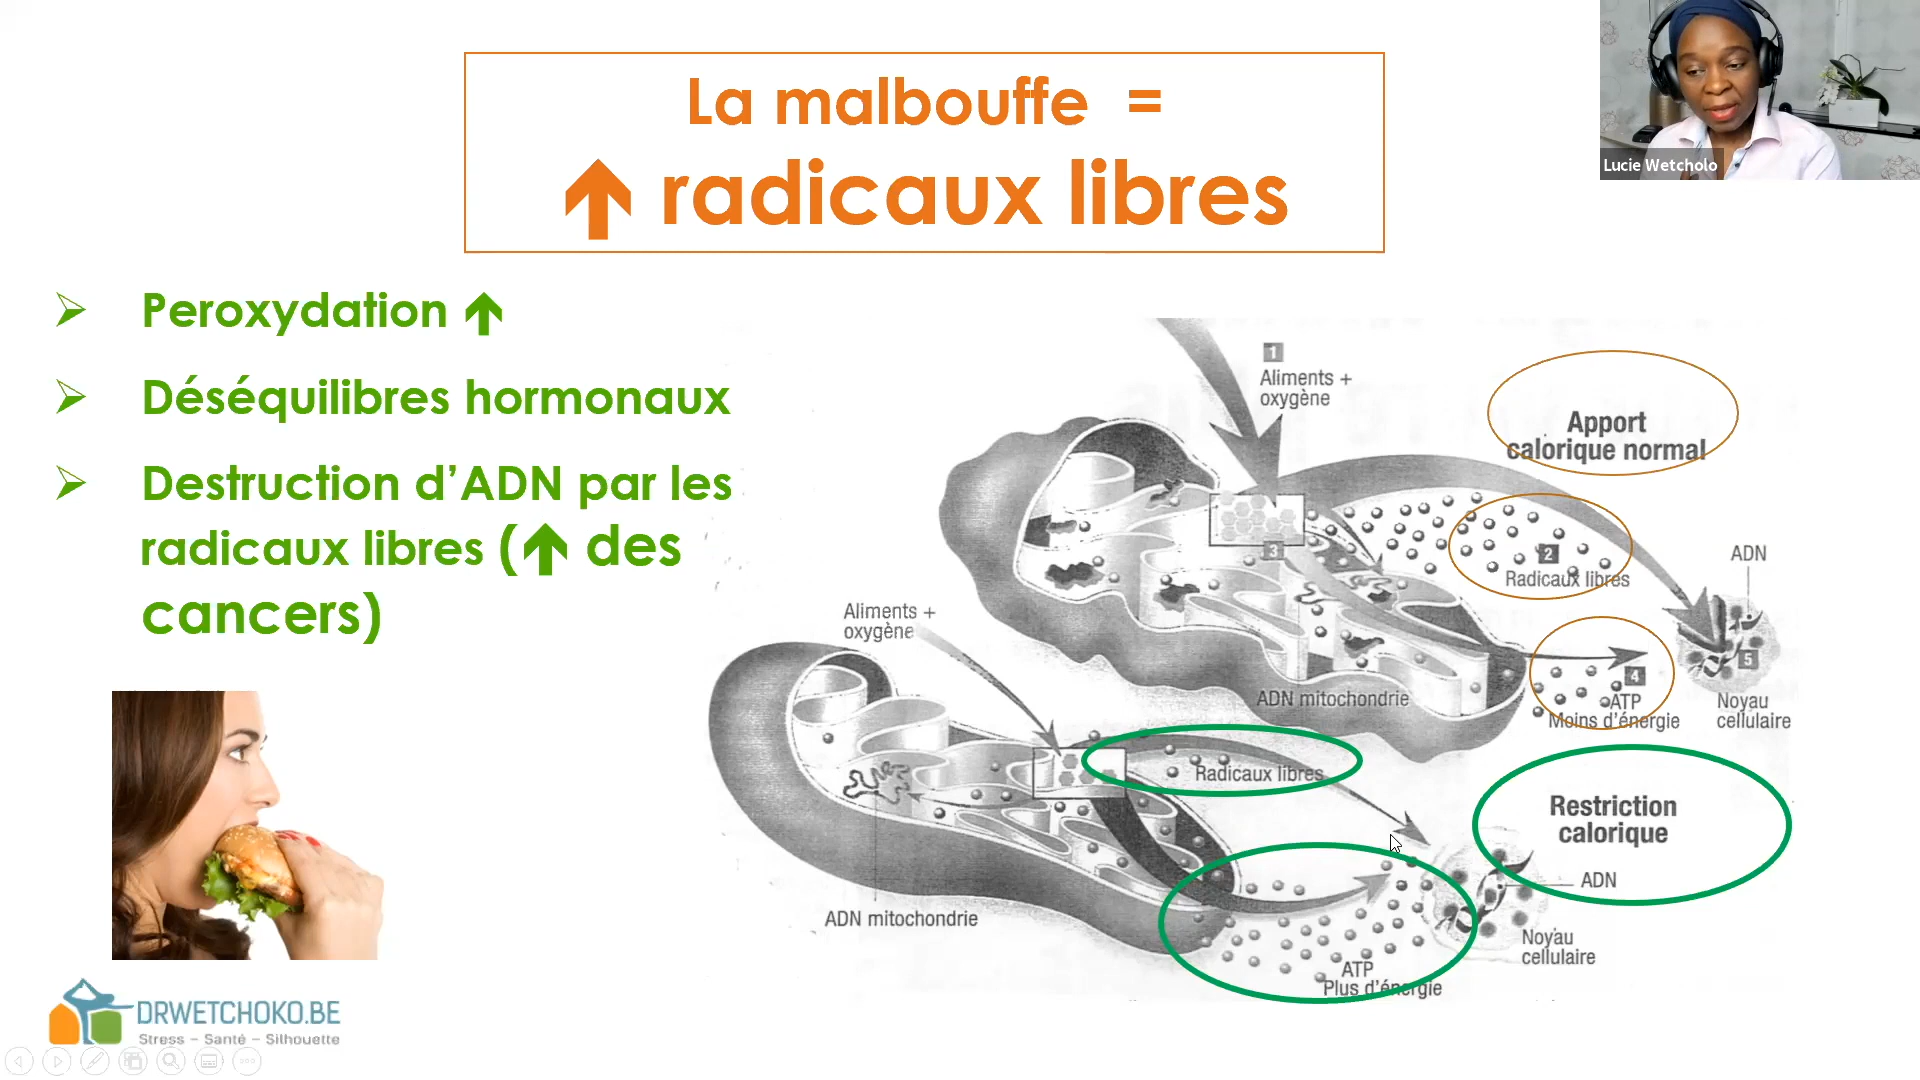 La malbouffe =
↑ radicaux libres
Lucie Wetcholo
➢ Peroxydation ↑
➢ Déséquilibres hormonaux
➢ Destruction d’ADN par les
radicaux libres (↑ des
cancers)
1
Aliments +
oxygène
Apport
calorique normal
3
2
Radicaux libres
ADN
5
4
ATP
Moins d'énergie
Noyau
cellulaire
ADN mitochondrie
Aliments +
oxygène
Radicaux libres
Restriction
calorique
ADN
ADN mitochondrie
Noyau
cellulaire
ATP
Plus d'énergie
DRWETCHOKO.BE
Stress – Santé – Silhouette